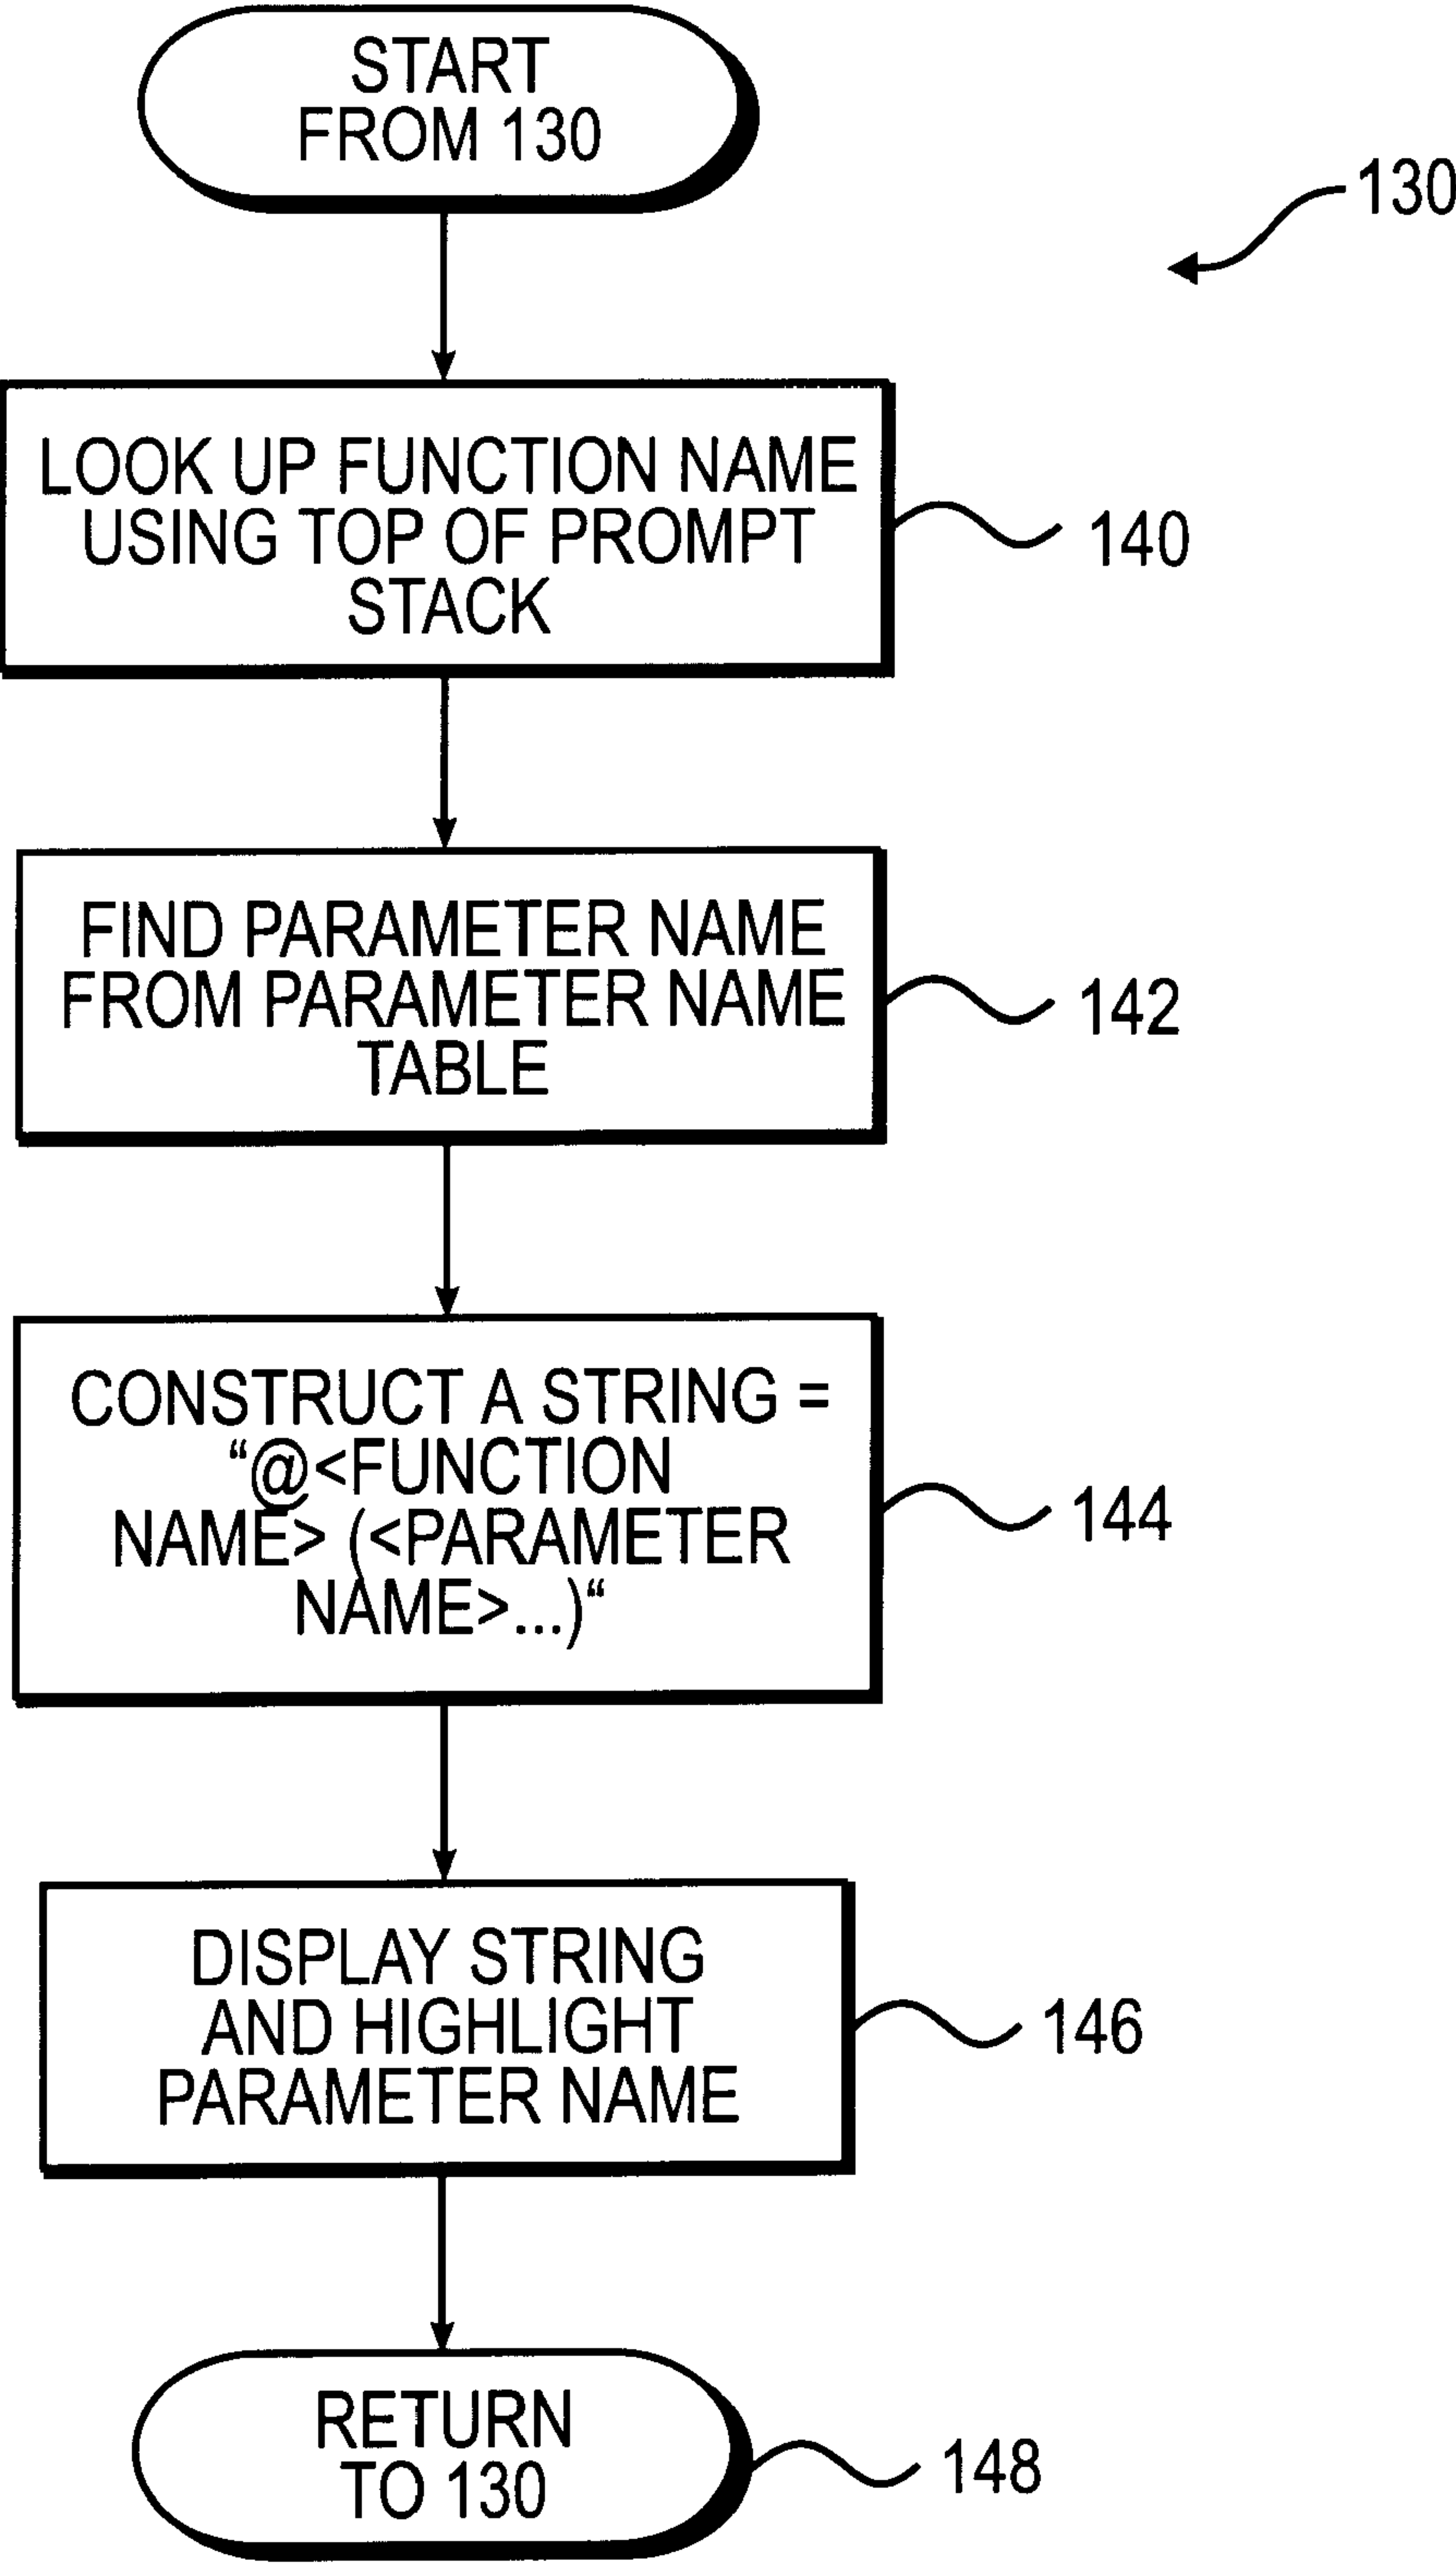 START
FROM 130
130
LOOK UP FUNCTION NAME
USING TOP OF PROMPT
STACK
140
FIND PARAMETER NAME
FROM PARAMETER NAME
TABLE
142
CONSTRUCT A STRING =
“@<FUNCTION
NAME> (<PARAMETER
NAME>...)“
144
DISPLAY STRING
AND HIGHLIGHT
PARAMETER NAME
146
RETURN
TO 130
148